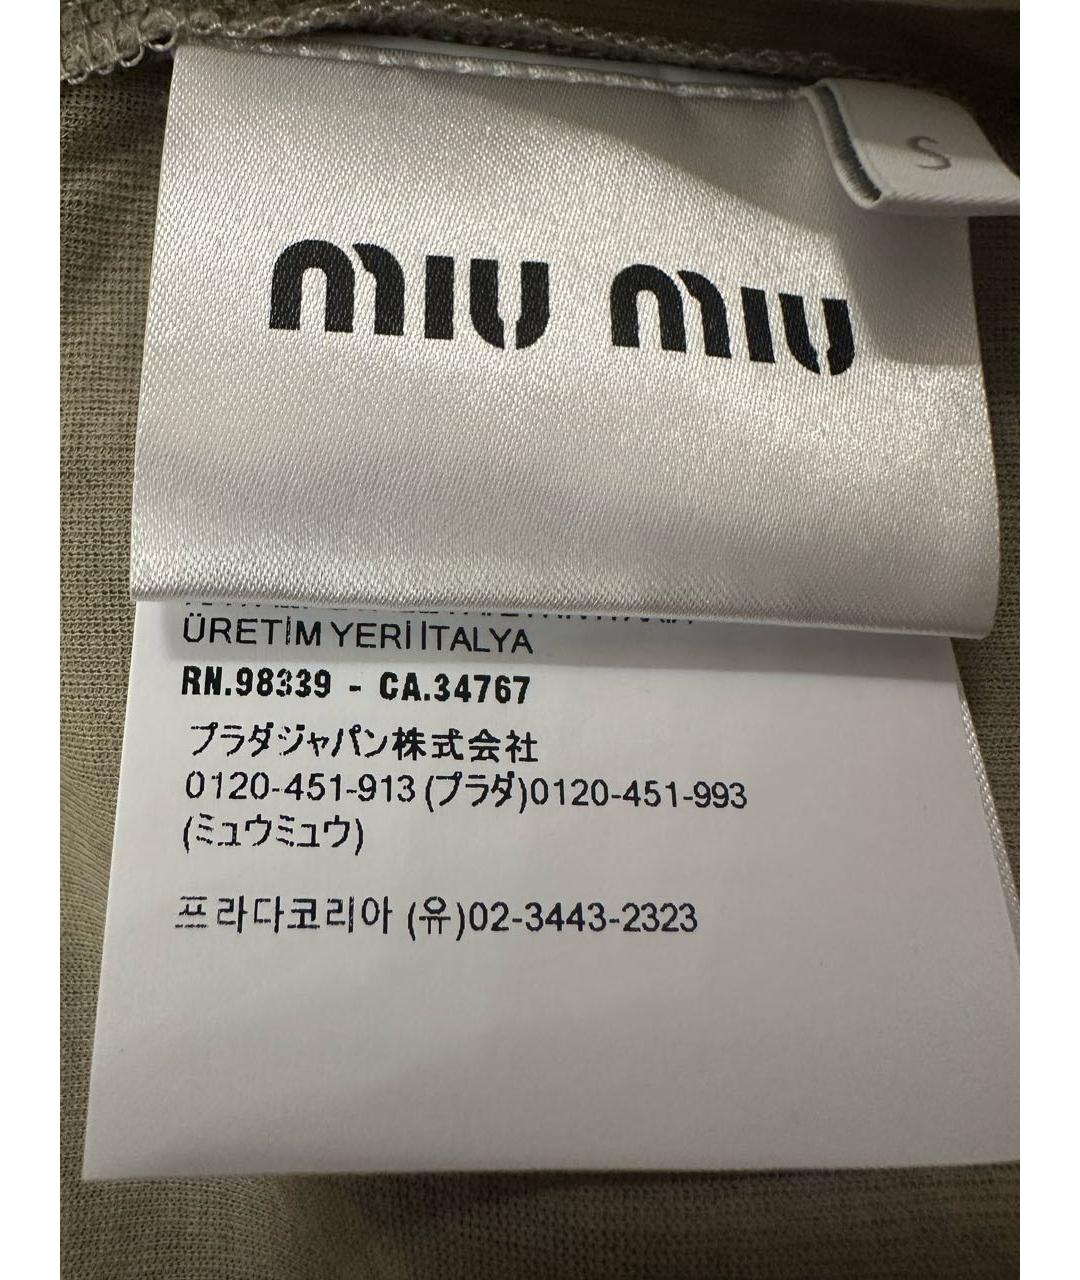 S
miu miu
ÜRETİM YERİ İTALYA
RN.98339 - CA.34767
プラダジャパン株式会社
0120-451-913 (プラダ)0120-451-993
(ミュウミュウ)
프라다코리아 (유)02-3443-2323